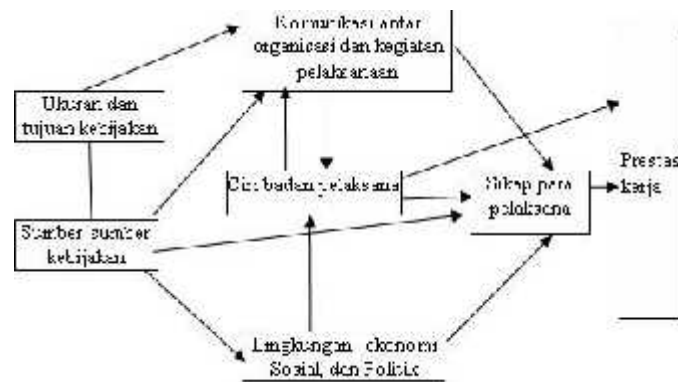 Komunikasi antar
organisasi dan kegiatan
pelaksanaan
Ukuran dan
tujuan kebijakan
Ciri badan pelaksana
Sikap para
pelaksana
Prestas
kerja
Sumber sumber
kebijakan
Lingkungan ekonomi
Sosial, dan Politik